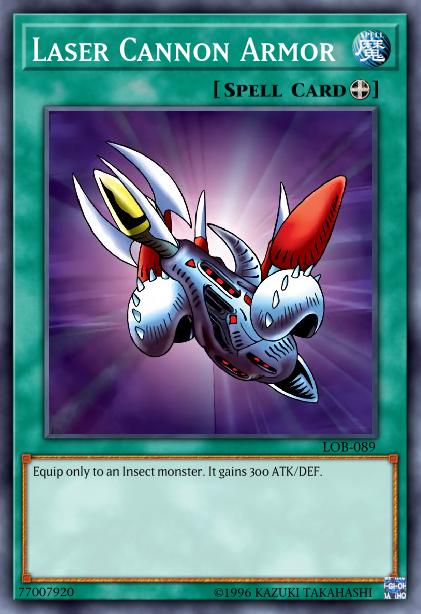 LASER CANNON ARMOR
SPELL
魔
[SPELL CARD]
LOB-089
Equip only to an Insect monster. It gains 300 ATK/DEF.
77007920
©1996 KAZUKI TAKAHASHI